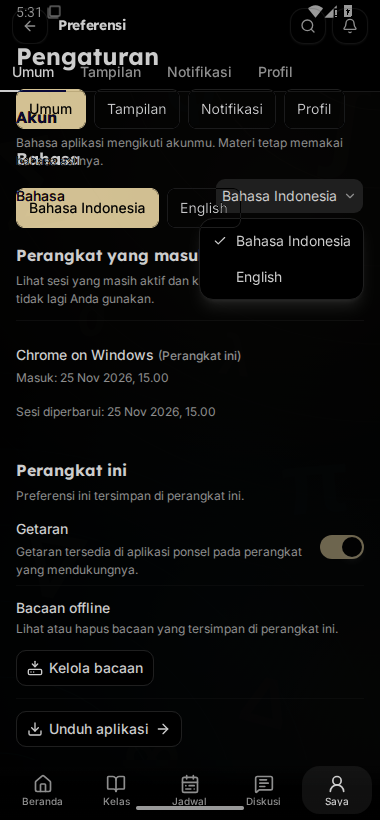 5:31
Preferensi
Pengaturan
Umum Tampilan Notifikasi Profil
Umum Tampilan Notifikasi Profil
Akun
Bahasa aplikasi mengikuti akunmu. Materi tetap memakai
Bahasa
Bahasa
Bahasa Indonesia
Bahasa Indonesia English
Bahasa Indonesia
English
Perangkat yang masu
Lihat sesi yang masih aktif dan k
tidak lagi Anda gunakan.
Chrome on Windows (Perangkat ini)
Masuk: 25 Nov 2026, 15.00
Sesi diperbarui: 25 Nov 2026, 15.00
Perangkat ini
Preferensi ini tersimpan di perangkat ini.
Getaran
Getaran tersedia di aplikasi ponsel pada perangkat
yang mendukungnya.
Bacaan offline
Lihat atau hapus bacaan yang tersimpan di perangkat ini.
Kelola bacaan
Unduh aplikasi
Beranda Kelas Jadwal Diskusi Saya